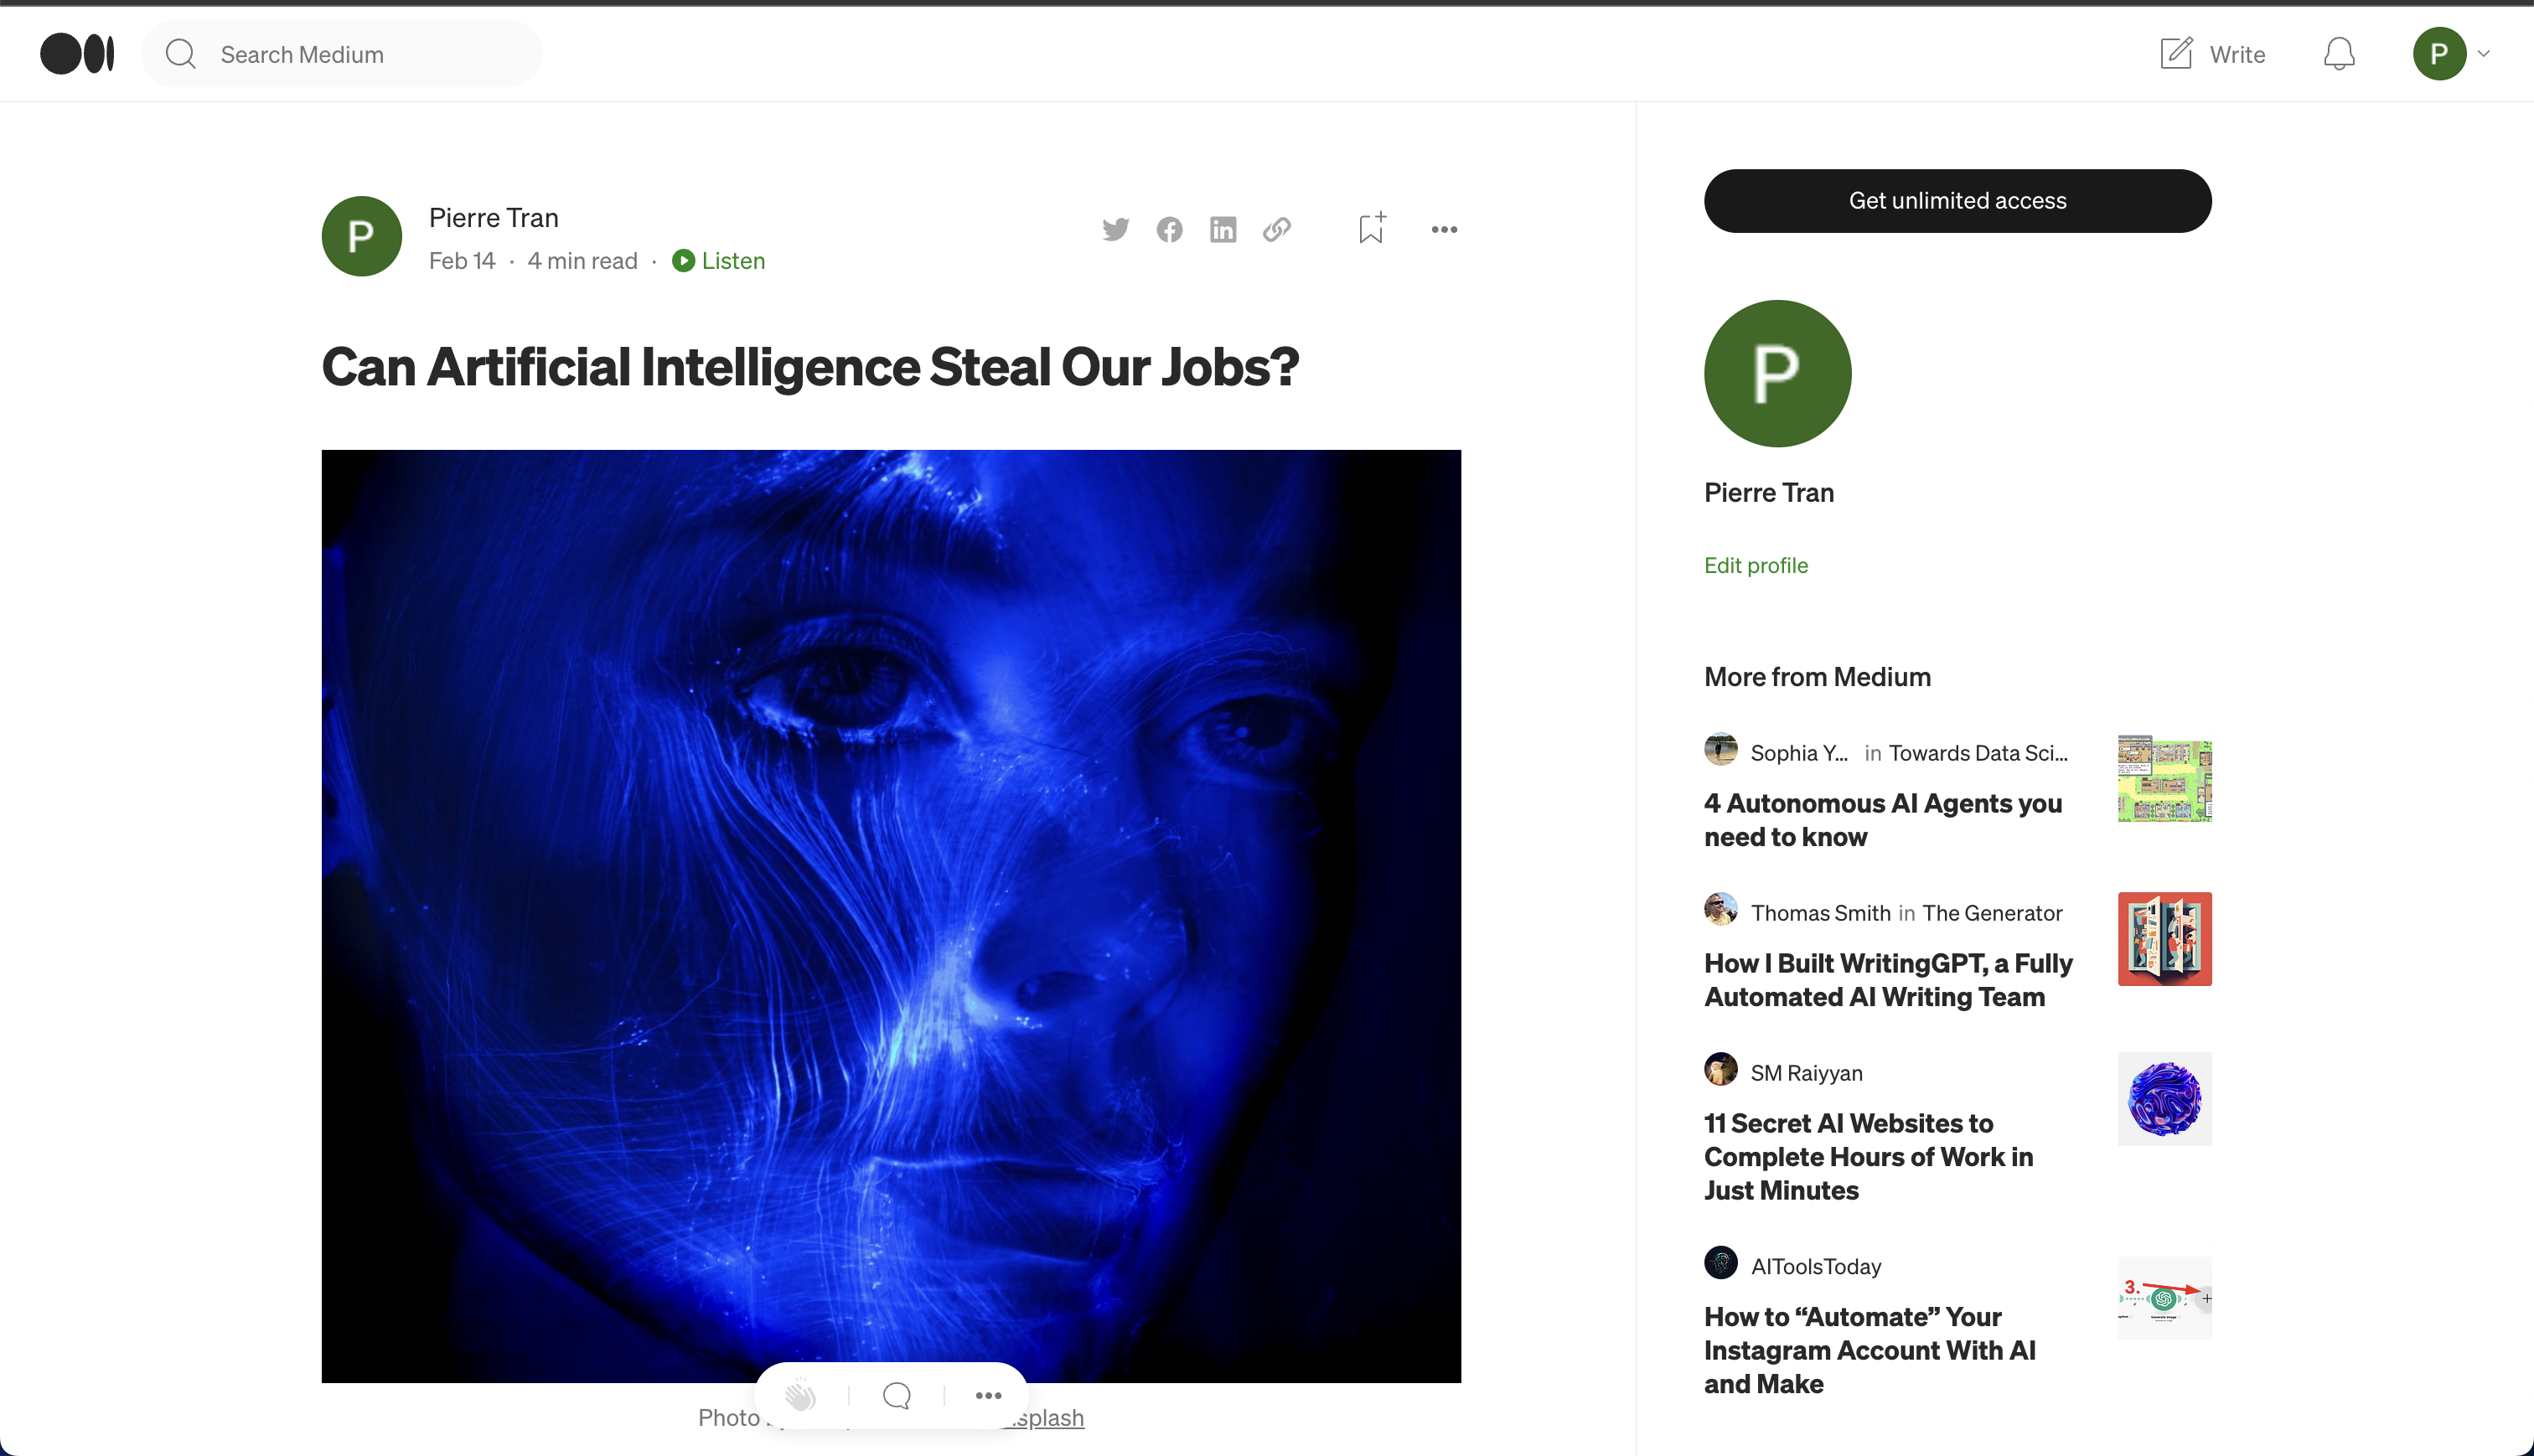 Search Medium
Write
P
P
Pierre Tran
Feb 14 · 4 min read · Listen
Can Artificial Intelligence Steal Our Jobs?
Photo
splash
Get unlimited access
P
Pierre Tran
Edit profile
More from Medium
Sophia Y... in Towards Data Sci...
4 Autonomous AI Agents you
need to know
Thomas Smith in The Generator
How I Built WritingGPT, a Fully
Automated AI Writing Team
SM Raiyyan
11 Secret AI Websites to
Complete Hours of Work in
Just Minutes
AIToolsToday
How to “Automate” Your
Instagram Account With AI
and Make
3.